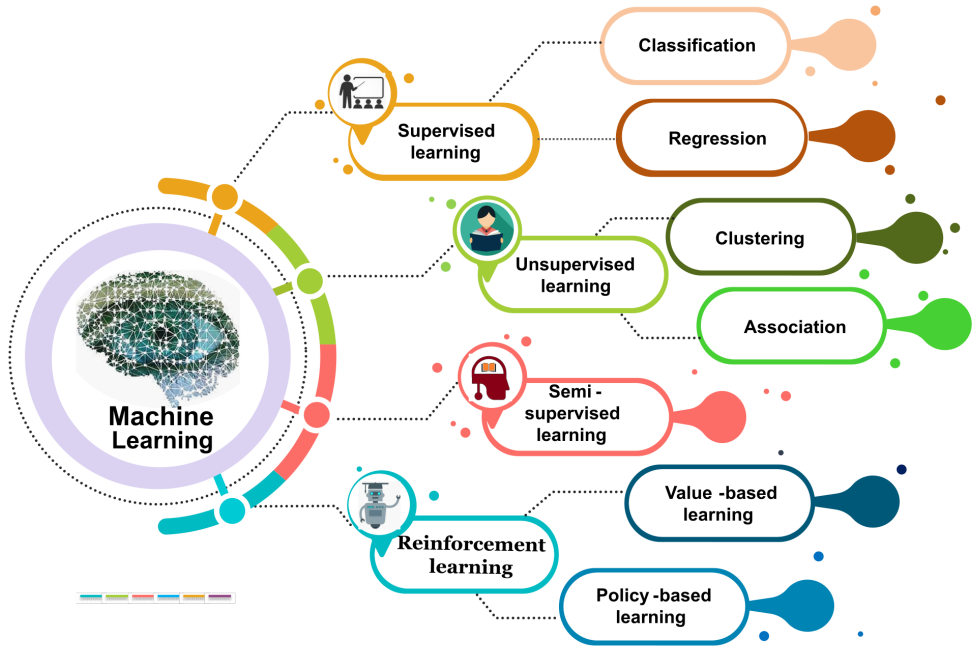 Machine
Learning
Supervised
learning
Classification
Regression
Unsupervised
learning
Clustering
Association
Semi -
supervised
learning
Reinforcement
learning
Value -based
learning
Policy -based
learning